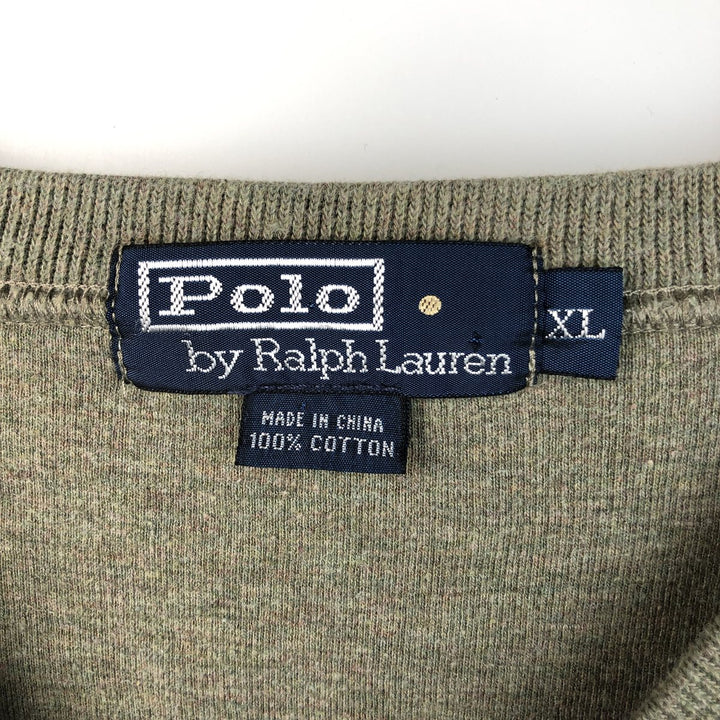 Polo
by Ralph Lauren
XL
MADE IN CHINA
100% COTTON